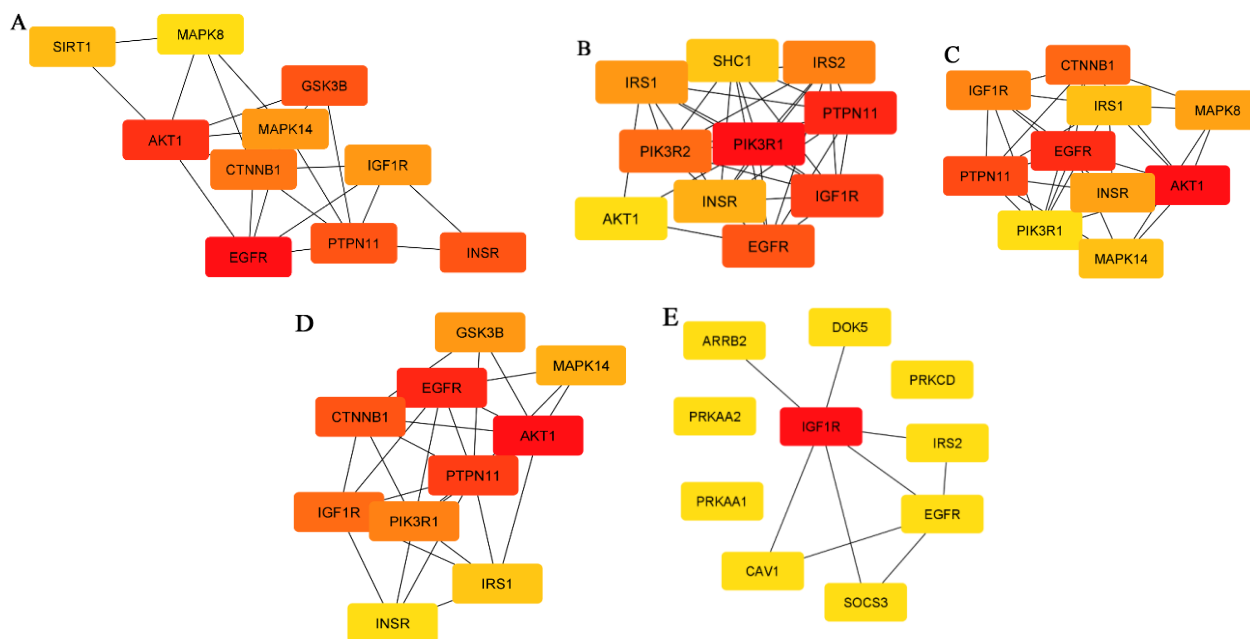 A
SIRT1
MAPK8
GSK3B
AKT1
MAPK14
CTNNB1
IGF1R
EGFR
PTPN11
INSR
B
SHC1
IRS2
IRS1
PTPN11
PIK3R2
PIK3R1
INSR
IGF1R
AKT1
EGFR
C
CTNNB1
IGF1R
IRS1
MAPK8
EGFR
PTPN11
INSR
AKT1
PIK3R1
MAPK14
D
GSK3B
MAPK14
EGFR
CTNNB1
AKT1
PTPN11
IGF1R
PIK3R1
IRS1
INSR
E
DOK5
ARRB2
PRKCD
PRKAA2
IGF1R
IRS2
PRKAA1
EGFR
CAV1
SOCS3